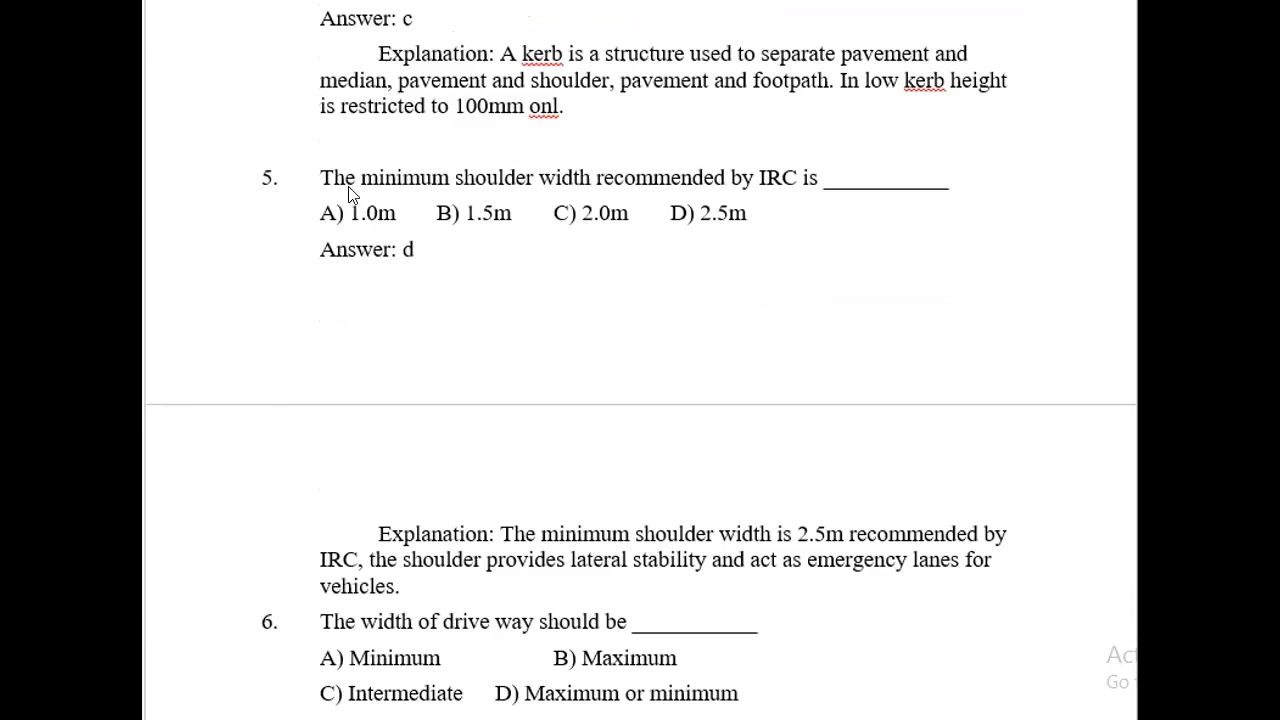 Answer: c
Explanation: A kerb is a structure used to separate pavement and
median, pavement and shoulder, pavement and footpath. In low kerb height
is restricted to 100mm onl.
5. The minimum shoulder width recommended by IRC is ___________
A) 1.0m B) 1.5m C) 2.0m D) 2.5m
Answer: d
Explanation: The minimum shoulder width is 2.5m recommended by
IRC, the shoulder provides lateral stability and act as emergency lanes for
vehicles.
6. The width of drive way should be ___________
A) Minimum B) Maximum
C) Intermediate D) Maximum or minimum
Go